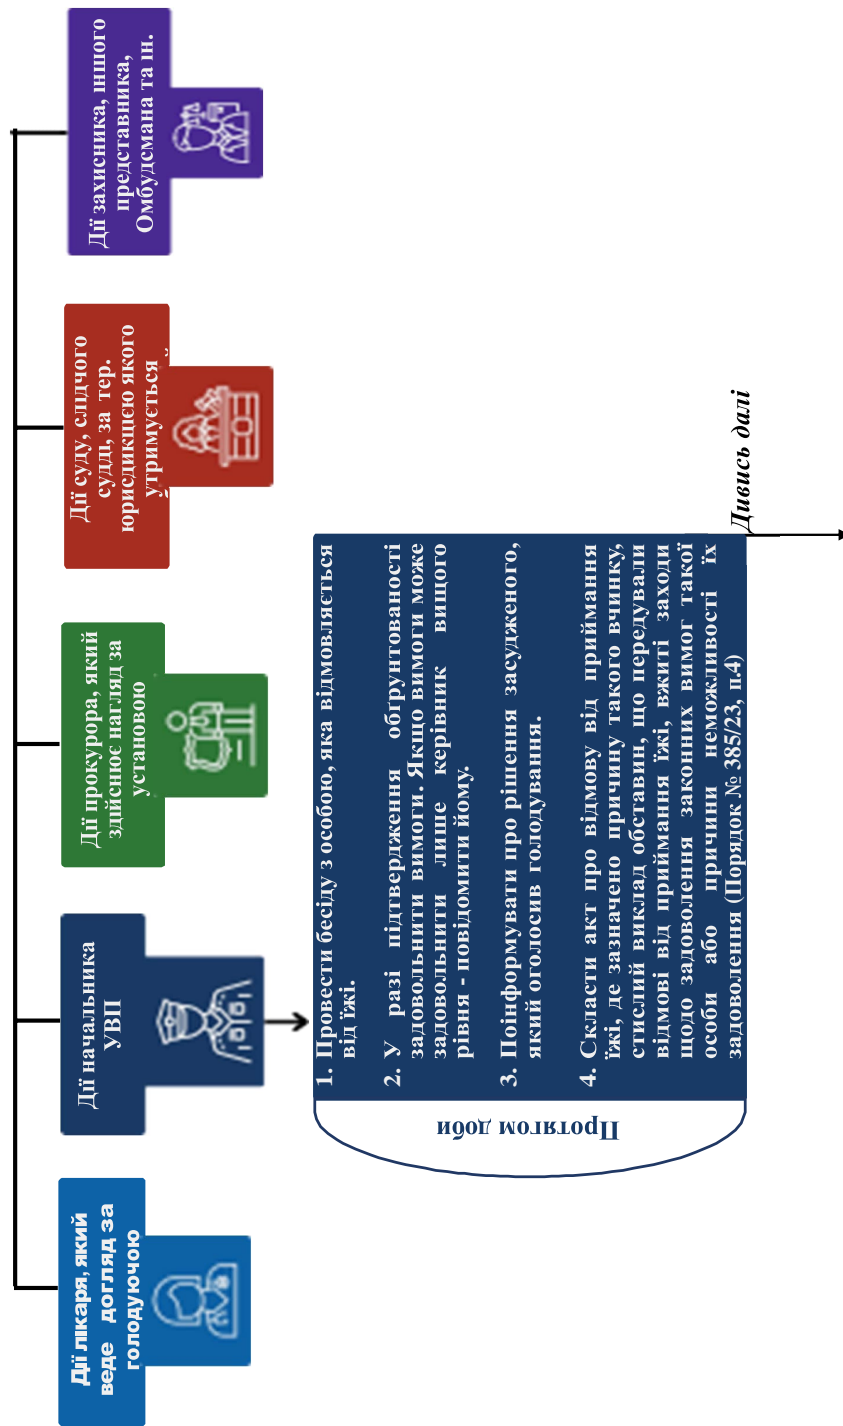 Дії лікаря, який
веде догляд за
голодуючою
Дії начальника
УВП
Дії прокурора, який
здійснює нагляд за
установою
Дії суду, слідчого
судді, за тер.
юрисдикцією якого
утримується
Дії захисника, іншого
представника,
Омбудсмана та ін.
Протягом доби
1. Провести бесіду з особою, яка відмовляється
від їжі.
2. У разі підтвердження обґрунтованості
задовольнити вимоги. Якщо вимоги може
задовольнити лише керівник вищого
рівня - повідомити йому.
3. Поінформувати про рішення засудженого,
який оголосив голодування.
4. Скласти акт про відмову від приймання
їжі, де зазначено причину такого вчинку,
стислий виклад обставин, що передували
відмові від приймання їжі, вжиті заходи
щодо задоволення законних вимог такої
особи або причини неможливості їх
задоволення (Порядок № 385/23, п.4)
Дивись далі